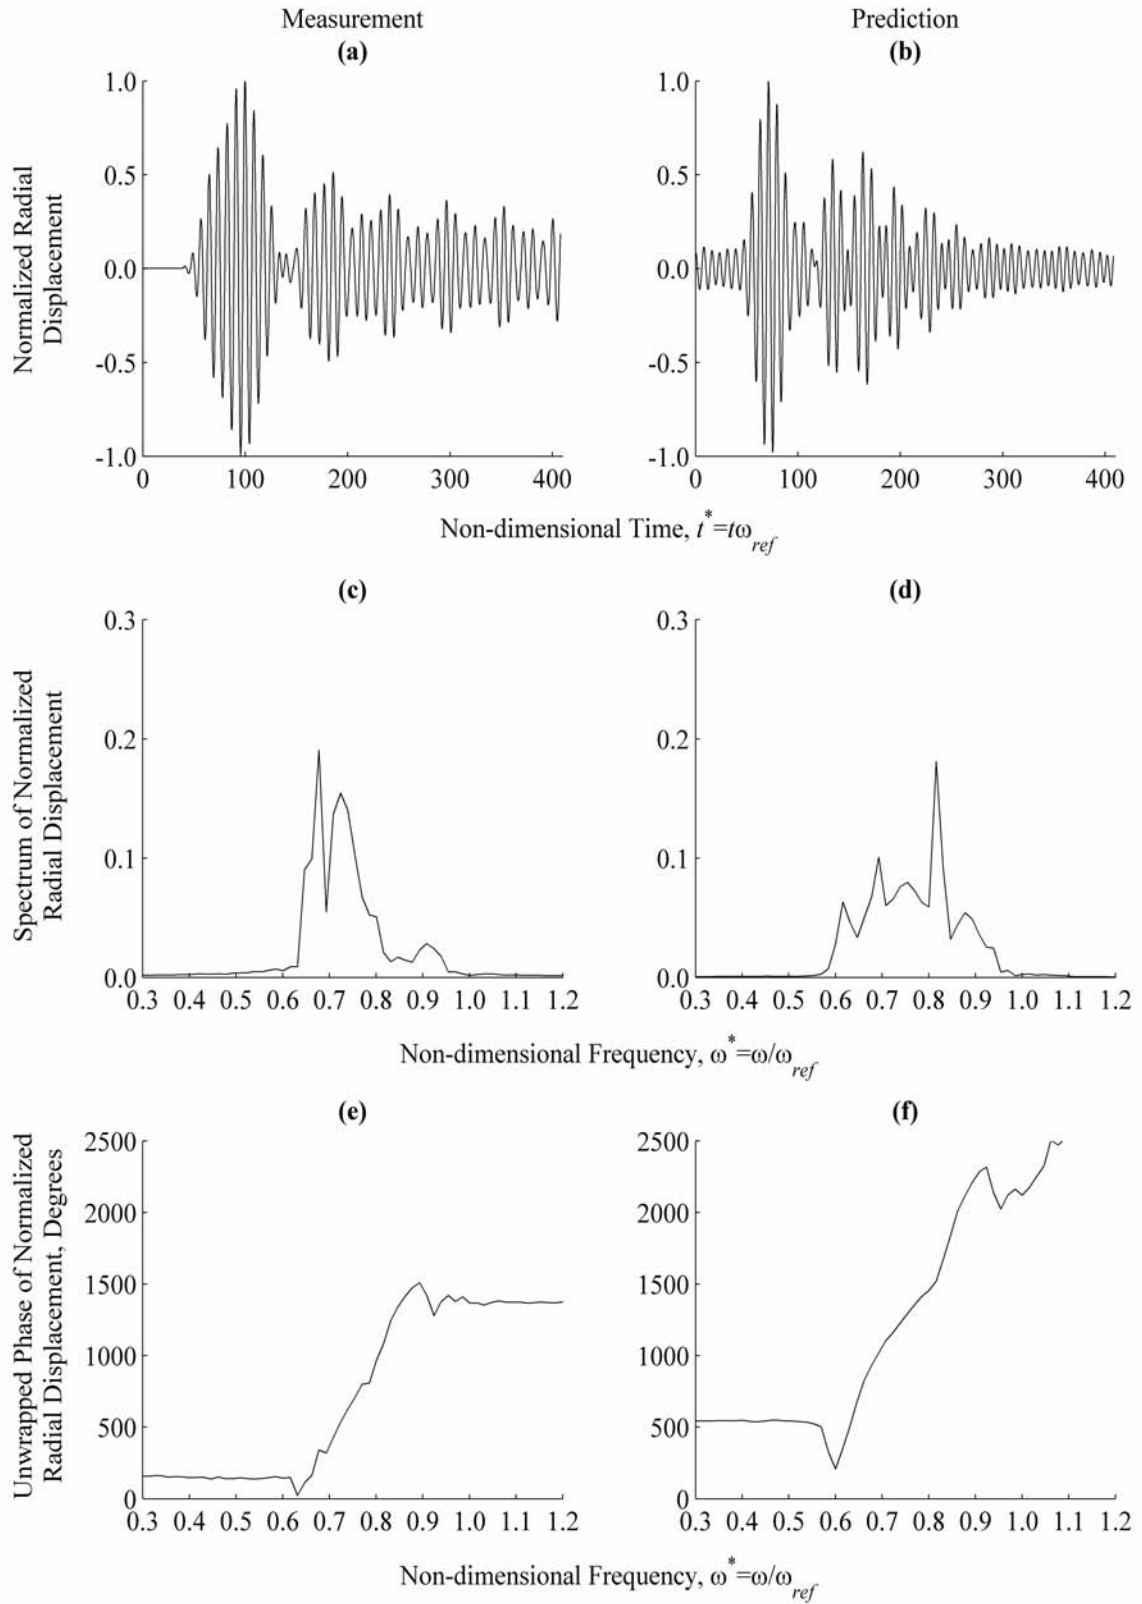 Measurement
Prediction
(a)
(b)
Normalized Radial
Displacement
1.0
0.5
0.0
-0.5
-1.0
0 100 200 300 400
1.0
0.5
0.0
-0.5
-1.0
0 100 200 300 400
Non-dimensional Time, t*=tω_ref
(c)
(d)
Spectrum of Normalized
Radial Displacement
0.3
0.2
0.1
0.0
0.3 0.4 0.5 0.6 0.7 0.8 0.9 1.0 1.1 1.2
0.3
0.2
0.1
0.0
0.3 0.4 0.5 0.6 0.7 0.8 0.9 1.0 1.1 1.2
Non-dimensional Frequency, ω*=ω/ω_ref
(e)
(f)
Unwrapped Phase of Normalized
Radial Displacement, Degrees
2500
2000
1500
1000
500
0
0.3 0.4 0.5 0.6 0.7 0.8 0.9 1.0 1.1 1.2
2500
2000
1500
1000
500
0
0.3 0.4 0.5 0.6 0.7 0.8 0.9 1.0 1.1 1.2
Non-dimensional Frequency, ω*=ω/ω_ref